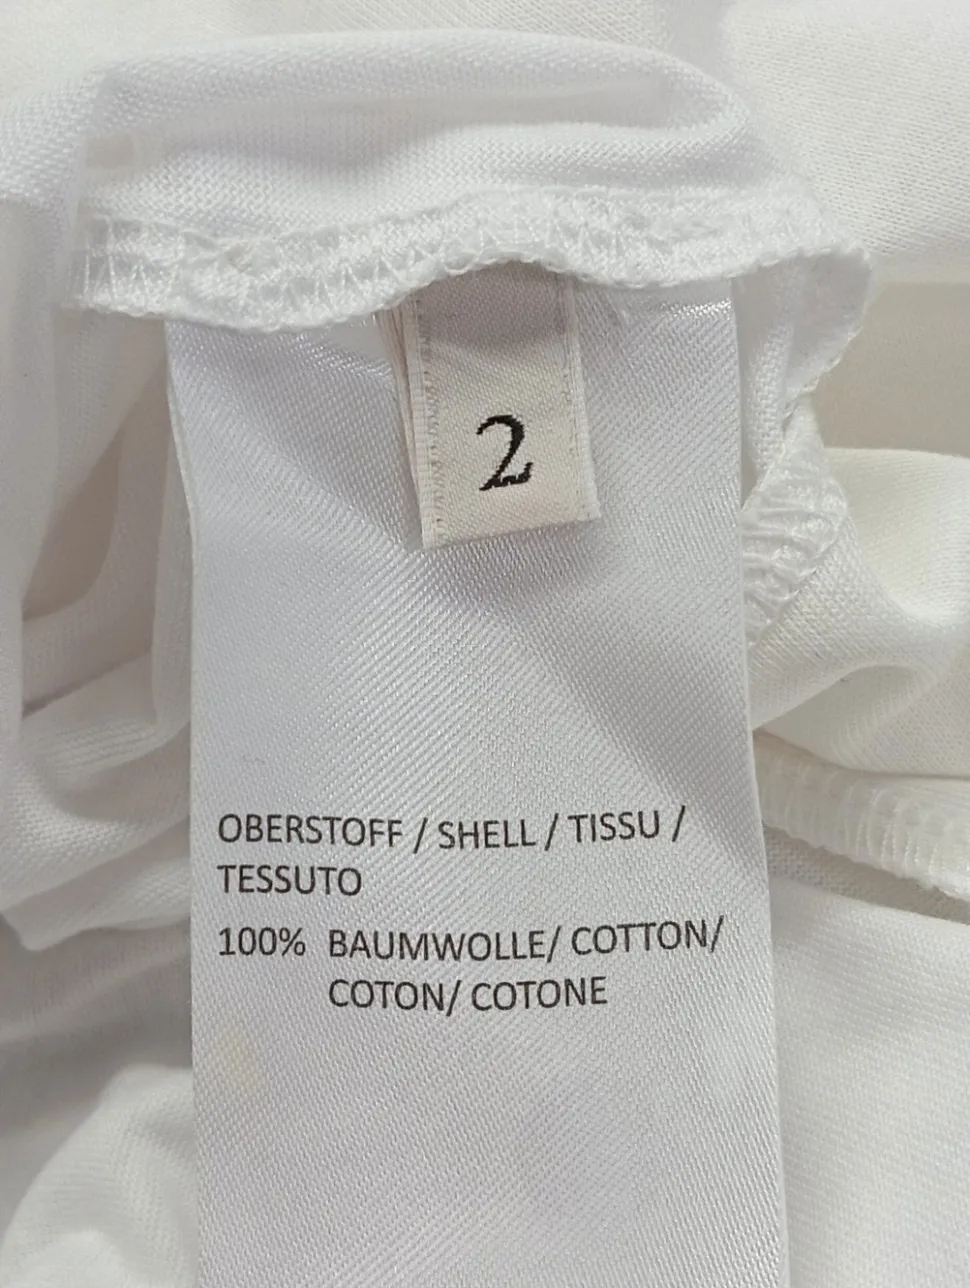 2
OBERSTOFF / SHELL / TISSU /
TESSUTO
100% BAUMWOLLE/ COTTON/
COTON/ COTONE